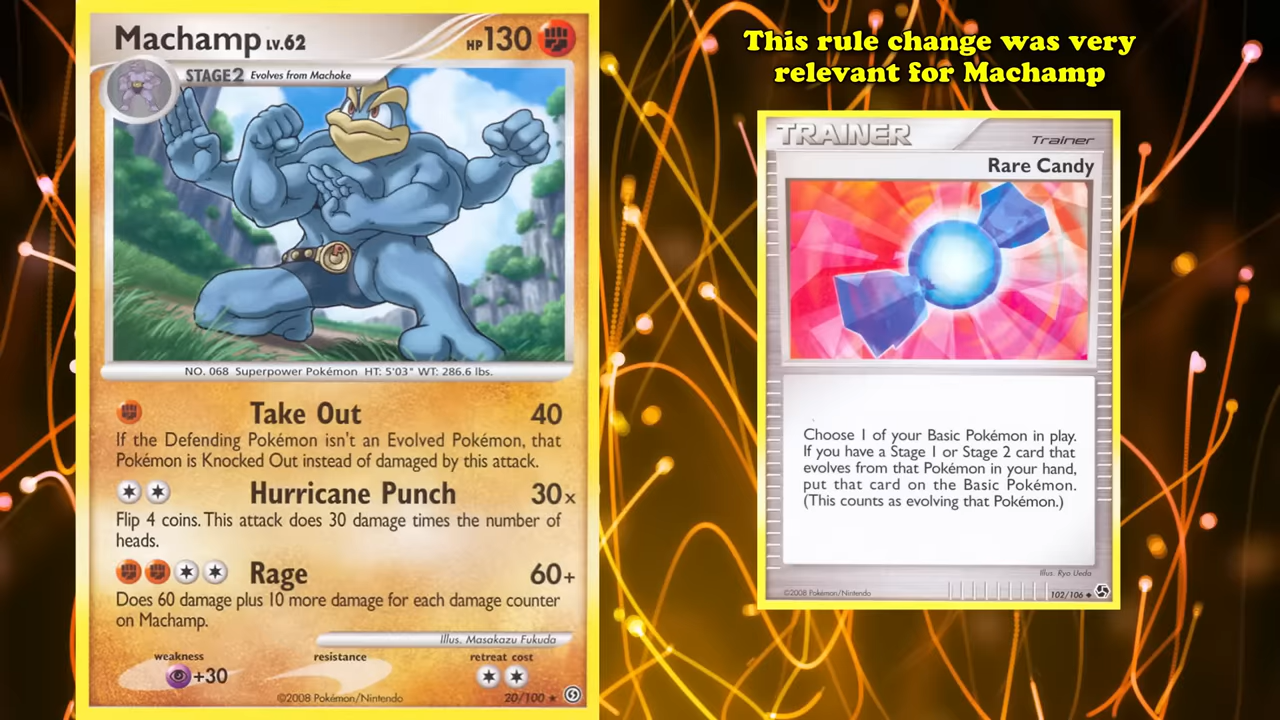 Machamp LV.62
HP 130
STAGE2 Evolves from Machoke
NO. 068 Superpower Pokémon HT: 5'03" WT: 286.6 lbs.
Take Out 40
If the Defending Pokémon isn't an Evolved Pokémon, that
Pokémon is Knocked Out instead of damaged by this attack.
Hurricane Punch 30x
Flip 4 coins. This attack does 30 damage times the number of
heads.
Rage 60+
Does 60 damage plus 10 more damage for each damage counter
on Machamp.
Illus. Masakazu Fukuda
weakness resistance retreat cost
+30
©2008 Pokémon/Nintendo 20/100 ★
This rule change was very
relevant for Machamp
TRAINER Trainer
Rare Candy
Choose 1 of your Basic Pokémon in play.
If you have a Stage 1 or Stage 2 card that
evolves from that Pokémon in your hand,
put that card on the Basic Pokémon.
(This counts as evolving that Pokémon.)
Illus. Ryo Ueda
©2008 Pokémon/Nintendo 102/106 ◆